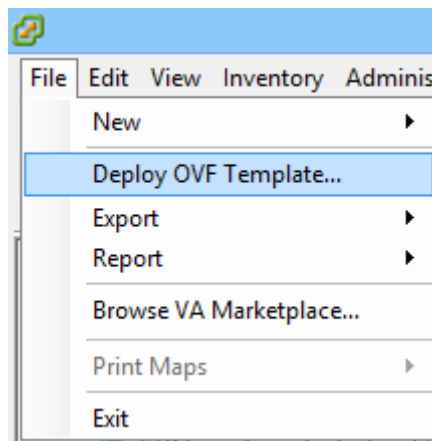 File Edit View Inventory Adminis
New
Deploy OVF Template...
Export
Report
Browse VA Marketplace...
Print Maps
Exit